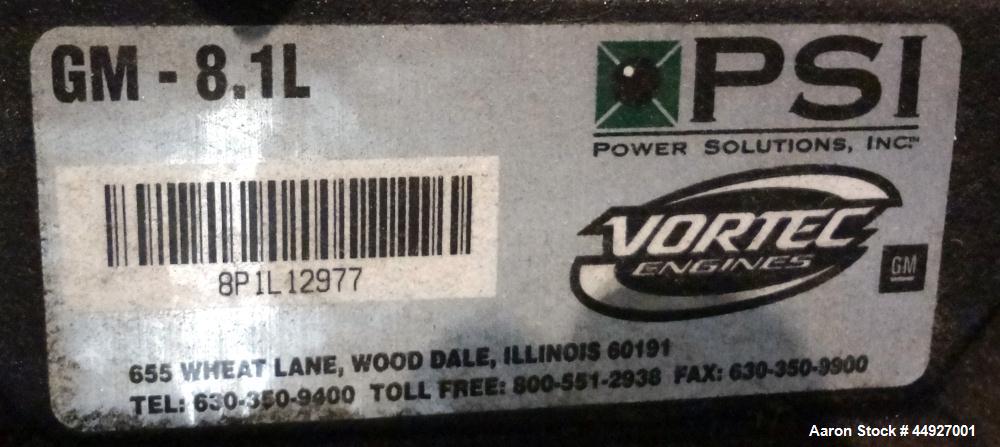 GM - 8.1L
PSI
POWER SOLUTIONS, INC.™
8P1L12977
VORTEC
ENGINES
GM
655 WHEAT LANE, WOOD DALE, ILLINOIS 60191
TEL: 630-350-9400 TOLL FREE: 800-551-2938 FAX: 630-350-9900
Aaron Stock # 44927001